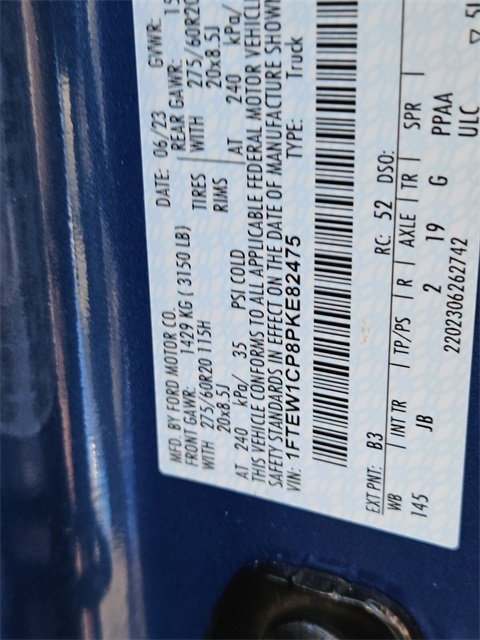 MFD. BY FORD MOTOR CO.
DATE: 06/23 GVWR:
FRONT GAWR: 1429 KG ( 3150 LB) REAR GAWR: 15
WITH 275/60R20 115H TIRES WITH 275/60R20
20x8.5J RIMS 20x8.5J
AT 240 kPa/ 35 PSI COLD AT 240 kPa/
THIS VEHICLE CONFORMS TO ALL APPLICABLE FEDERAL MOTOR VEHICL
SAFETY STANDARDS IN EFFECT ON THE DATE OF MANUFACTURE SHOWN
VIN: 1FTEW1CP8PKE82475 TYPE: Truck
EXT PNT: B3 RC: 52 DSO:
WB INT TR TP/PS R AXLE TR SPR
145 JB 2 19 G PPAA
2202306262742 ULC